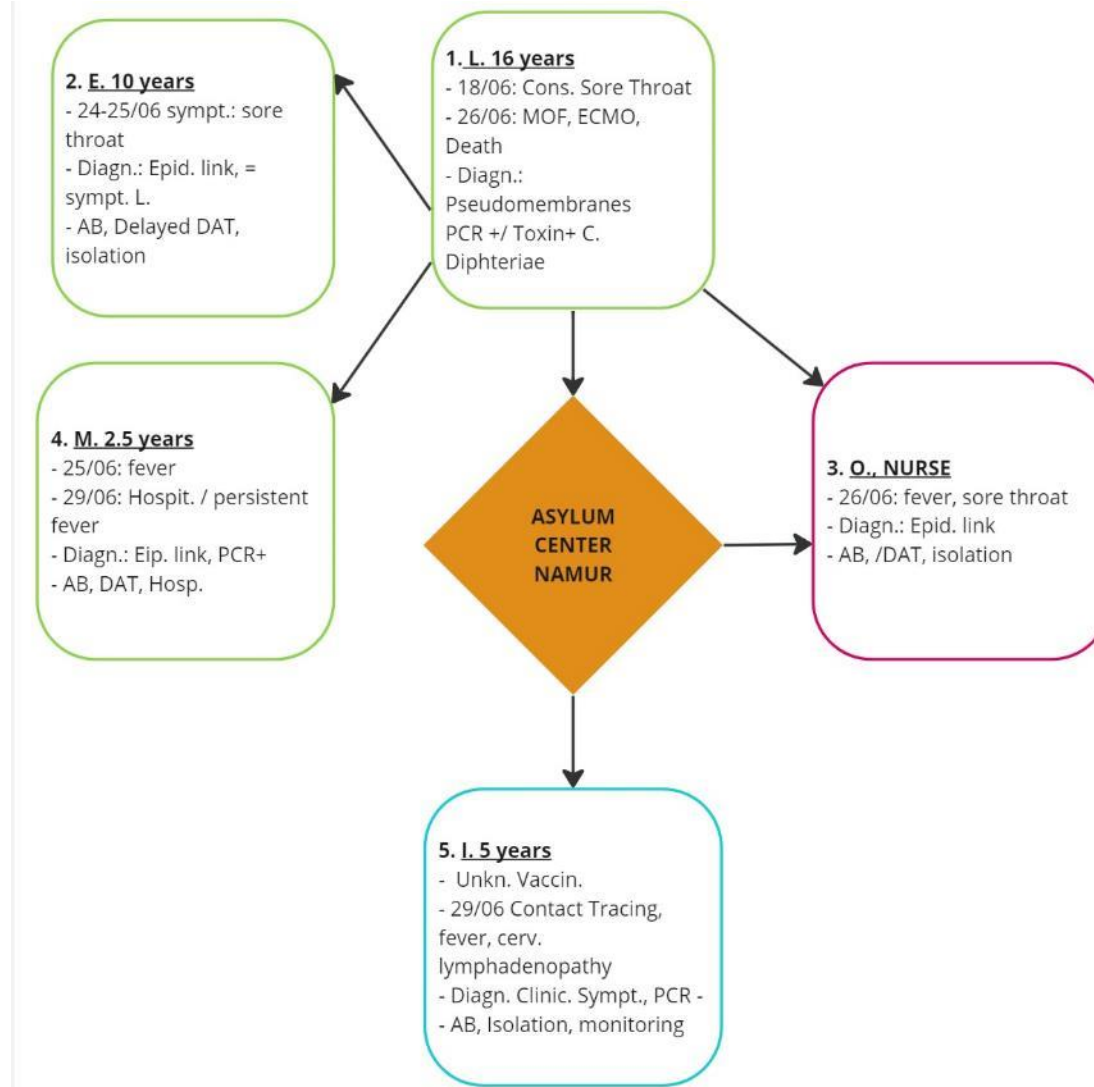 2. E. 10 years
- 24-25/06 sympt.: sore
throat
- Diagn.: Epid. link, =
sympt. L.
- AB, Delayed DAT,
isolation
1. L. 16 years
- 18/06: Cons. Sore Throat
- 26/06: MOF, ECMO,
Death
- Diagn.:
Pseudomembranes
PCR +/ Toxin+ C.
Diphteriae
4. M. 2.5 years
- 25/06: fever
- 29/06: Hospit. / persistent
fever
- Diagn.: Eip. link, PCR+
- AB, DAT, Hosp.
ASYLUM
CENTER
NAMUR
3. O., NURSE
- 26/06: fever, sore throat
- Diagn.: Epid. link
- AB, /DAT, isolation
5. I. 5 years
- Unkn. Vaccin.
- 29/06 Contact Tracing,
fever, cerv.
lymphadenopathy
- Diagn. Clinic. Sympt., PCR -
- AB, Isolation, monitoring